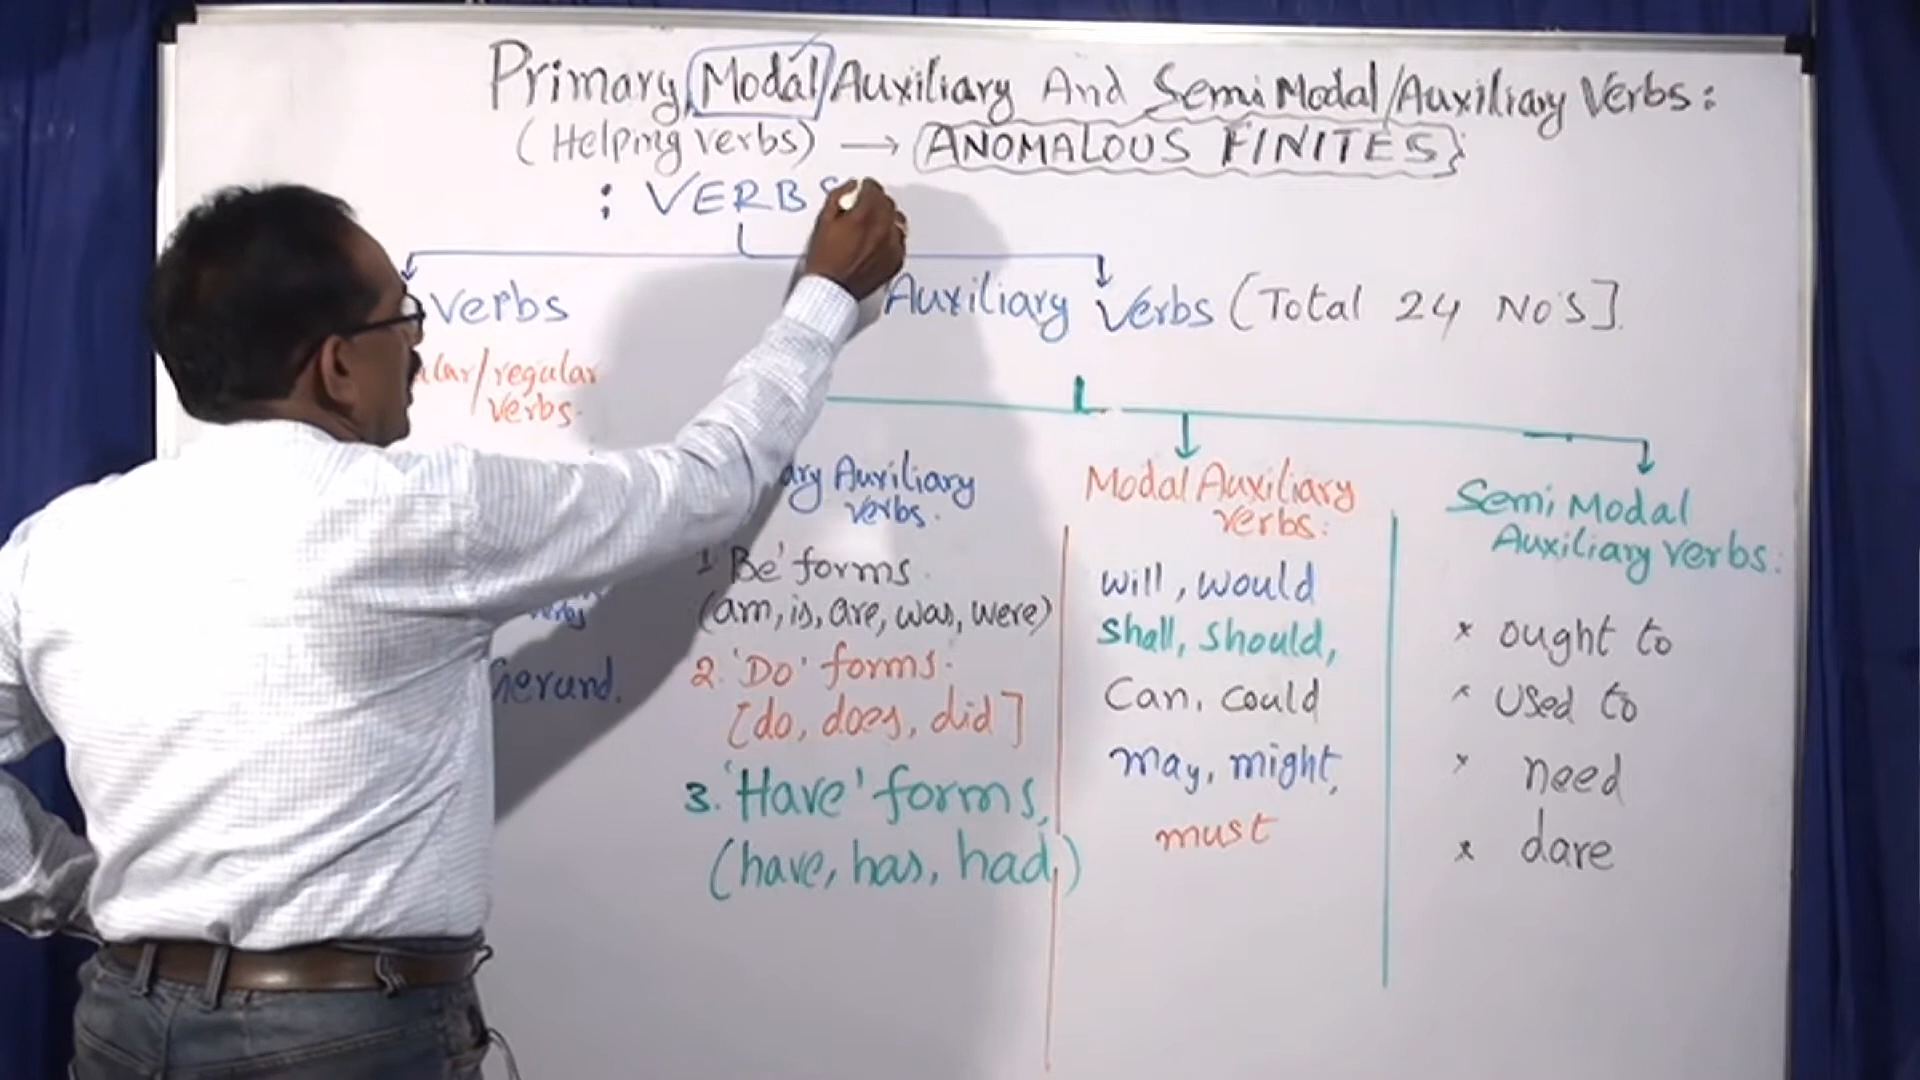 Primary, Modal/Auxiliary And Semi Modal/Auxiliary Verbs:
(Helping verbs) → ANOMALOUS FINITES:
: VERBS
Verbs
Auxiliary Verbs (Total 24 NO'S].
regular
verbs.
Auxiliary
verbs.
1 'Be' forms.
(am, is, are, was, were)
2. 'Do' forms.
[do, does, did]
3. 'Have' forms,
(have, has, had,)
Modal Auxiliary
verbs:
will, would
shall, should,
Can, could
may, might,
must
Semi Modal
Auxiliary verbs:
* ought to
* used to
* need
* dare